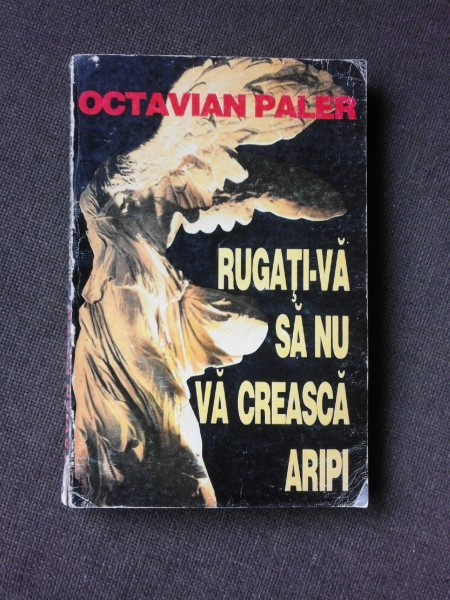 OCTAVIAN PALER
RUGAȚI-VĂ
SĂ NU
VĂ CREASCĂ
ARIPI